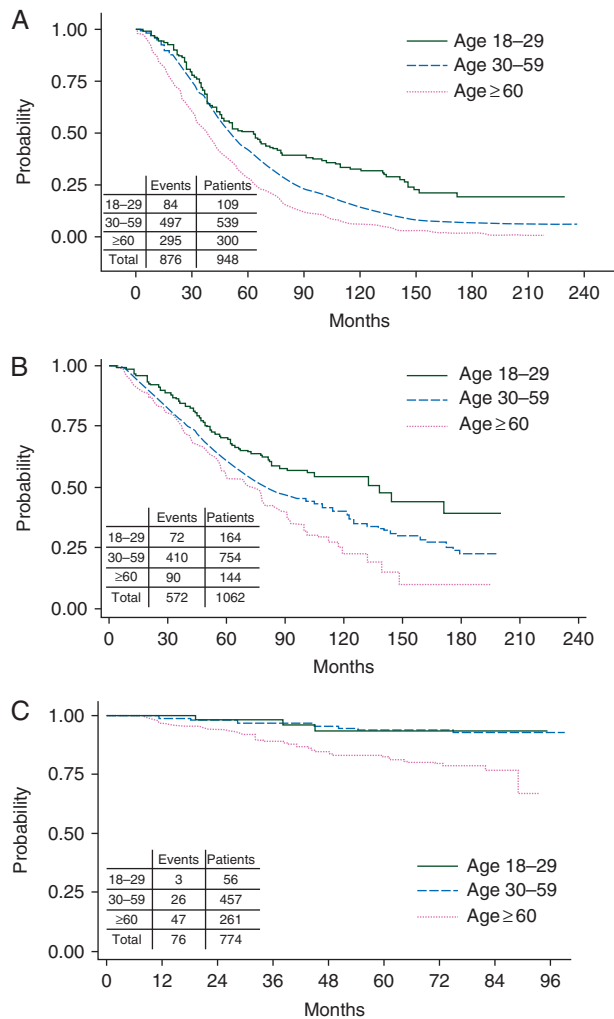 A
1.00
0.75
0.50
0.25
0.00
Probability
Age 18–29
Age 30–59
Age ≥ 60
Events Patients
18–29 84 109
30–59 497 539
≥60 295 300
Total 876 948
0 30 60 90 120 150 180 210 240
Months
B
1.00
0.75
0.50
0.25
0.00
Probability
Age 18–29
Age 30–59
Age ≥ 60
Events Patients
18–29 72 164
30–59 410 754
≥60 90 144
Total 572 1062
0 30 60 90 120 150 180 210 240
Months
C
1.00
0.75
0.50
0.25
0.00
Probability
Events Patients
18–29 3 56
30–59 26 457
≥60 47 261
Total 76 774
Age 18–29
Age 30–59
Age ≥ 60
0 12 24 36 48 60 72 84 96
Months